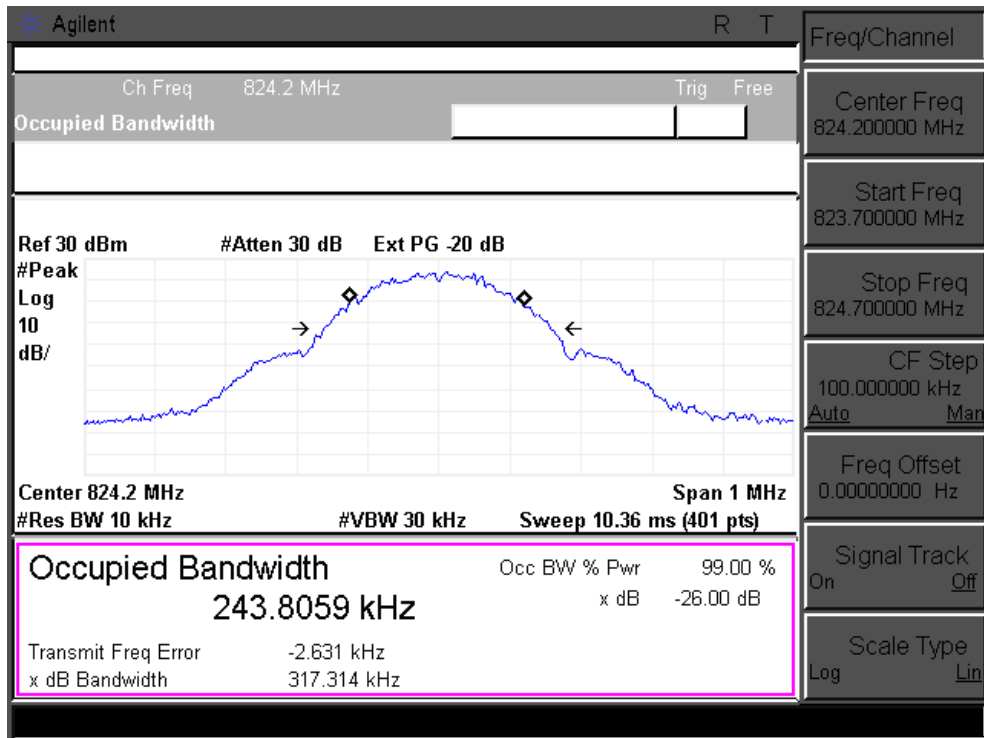 Agilent R T
Ch Freq 824.2 MHz Trig Free
Occupied Bandwidth
Ref 30 dBm #Atten 30 dB Ext PG -20 dB
#Peak
Log
10
dB/
Center 824.2 MHz Span 1 MHz
#Res BW 10 kHz #VBW 30 kHz Sweep 10.36 ms (401 pts)
Occupied Bandwidth Occ BW % Pwr 99.00 %
243.8059 kHz x dB -26.00 dB
Transmit Freq Error -2.631 kHz
x dB Bandwidth 317.314 kHz
Freq/Channel
Center Freq
824.200000 MHz
Start Freq
823.700000 MHz
Stop Freq
824.700000 MHz
CF Step
100.000000 kHz
Auto Man
Freq Offset
0.00000000 Hz
Signal Track
On Off
Scale Type
Log Lin